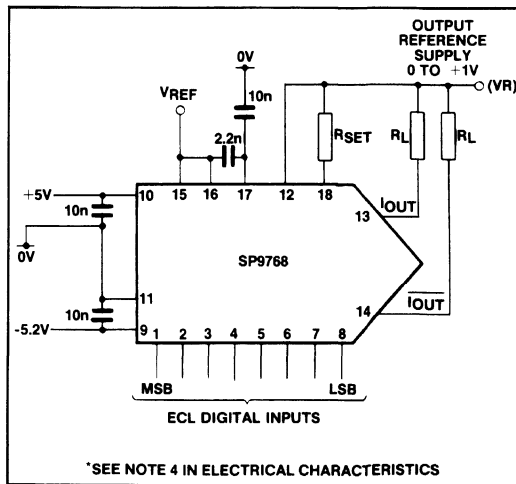 OUTPUT
REFERENCE
SUPPLY
0 TO +1V
(VR)
0V
VREF
10n
2.2n
RSET
RL
RL
15 16 17 12 18
+5V
10
10n
0V
13
IOUT
SP9768
11
14
IOUT
10n
-5.2V
9
1 2 3 4 5 6 7 8
MSB LSB
ECL DIGITAL INPUTS
*SEE NOTE 4 IN ELECTRICAL CHARACTERISTICS